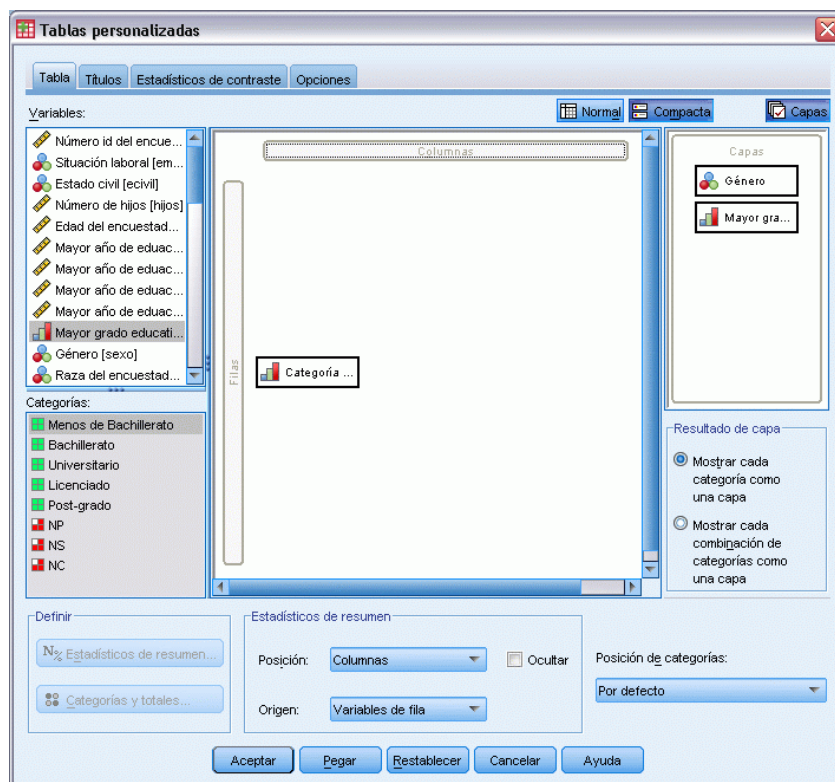 Tablas personalizadas
Tabla Títulos Estadísticos de contraste Opciones
Variables:
Normal Compacta Capas
Número id del encue...
Situación laboral [em...
Estado civil [ecivil]
Número de hijos [hijos]
Edad del encuestad...
Mayor año de eduac...
Mayor año de eduac...
Mayor año de eduac...
Mayor año de eduac...
Mayor grado educati...
Género [sexo]
Raza del encuestad...
Categorías:
Menos de Bachillerato
Bachillerato
Universitario
Licenciado
Post-grado
NP
NS
NC
Columnas
Filas
Categoría ...
Capas
Género
Mayor gra...
Resultado de capa
Mostrar cada
categoría como
una capa
Mostrar cada
combinación de
categorías como
una capa
Definir
N% Estadísticos de resumen...
Categorías y totales...
Estadísticos de resumen
Posición: Columnas Ocultar
Origen: Variables de fila
Posición de categorías:
Por defecto
Aceptar Pegar Restablecer Cancelar Ayuda